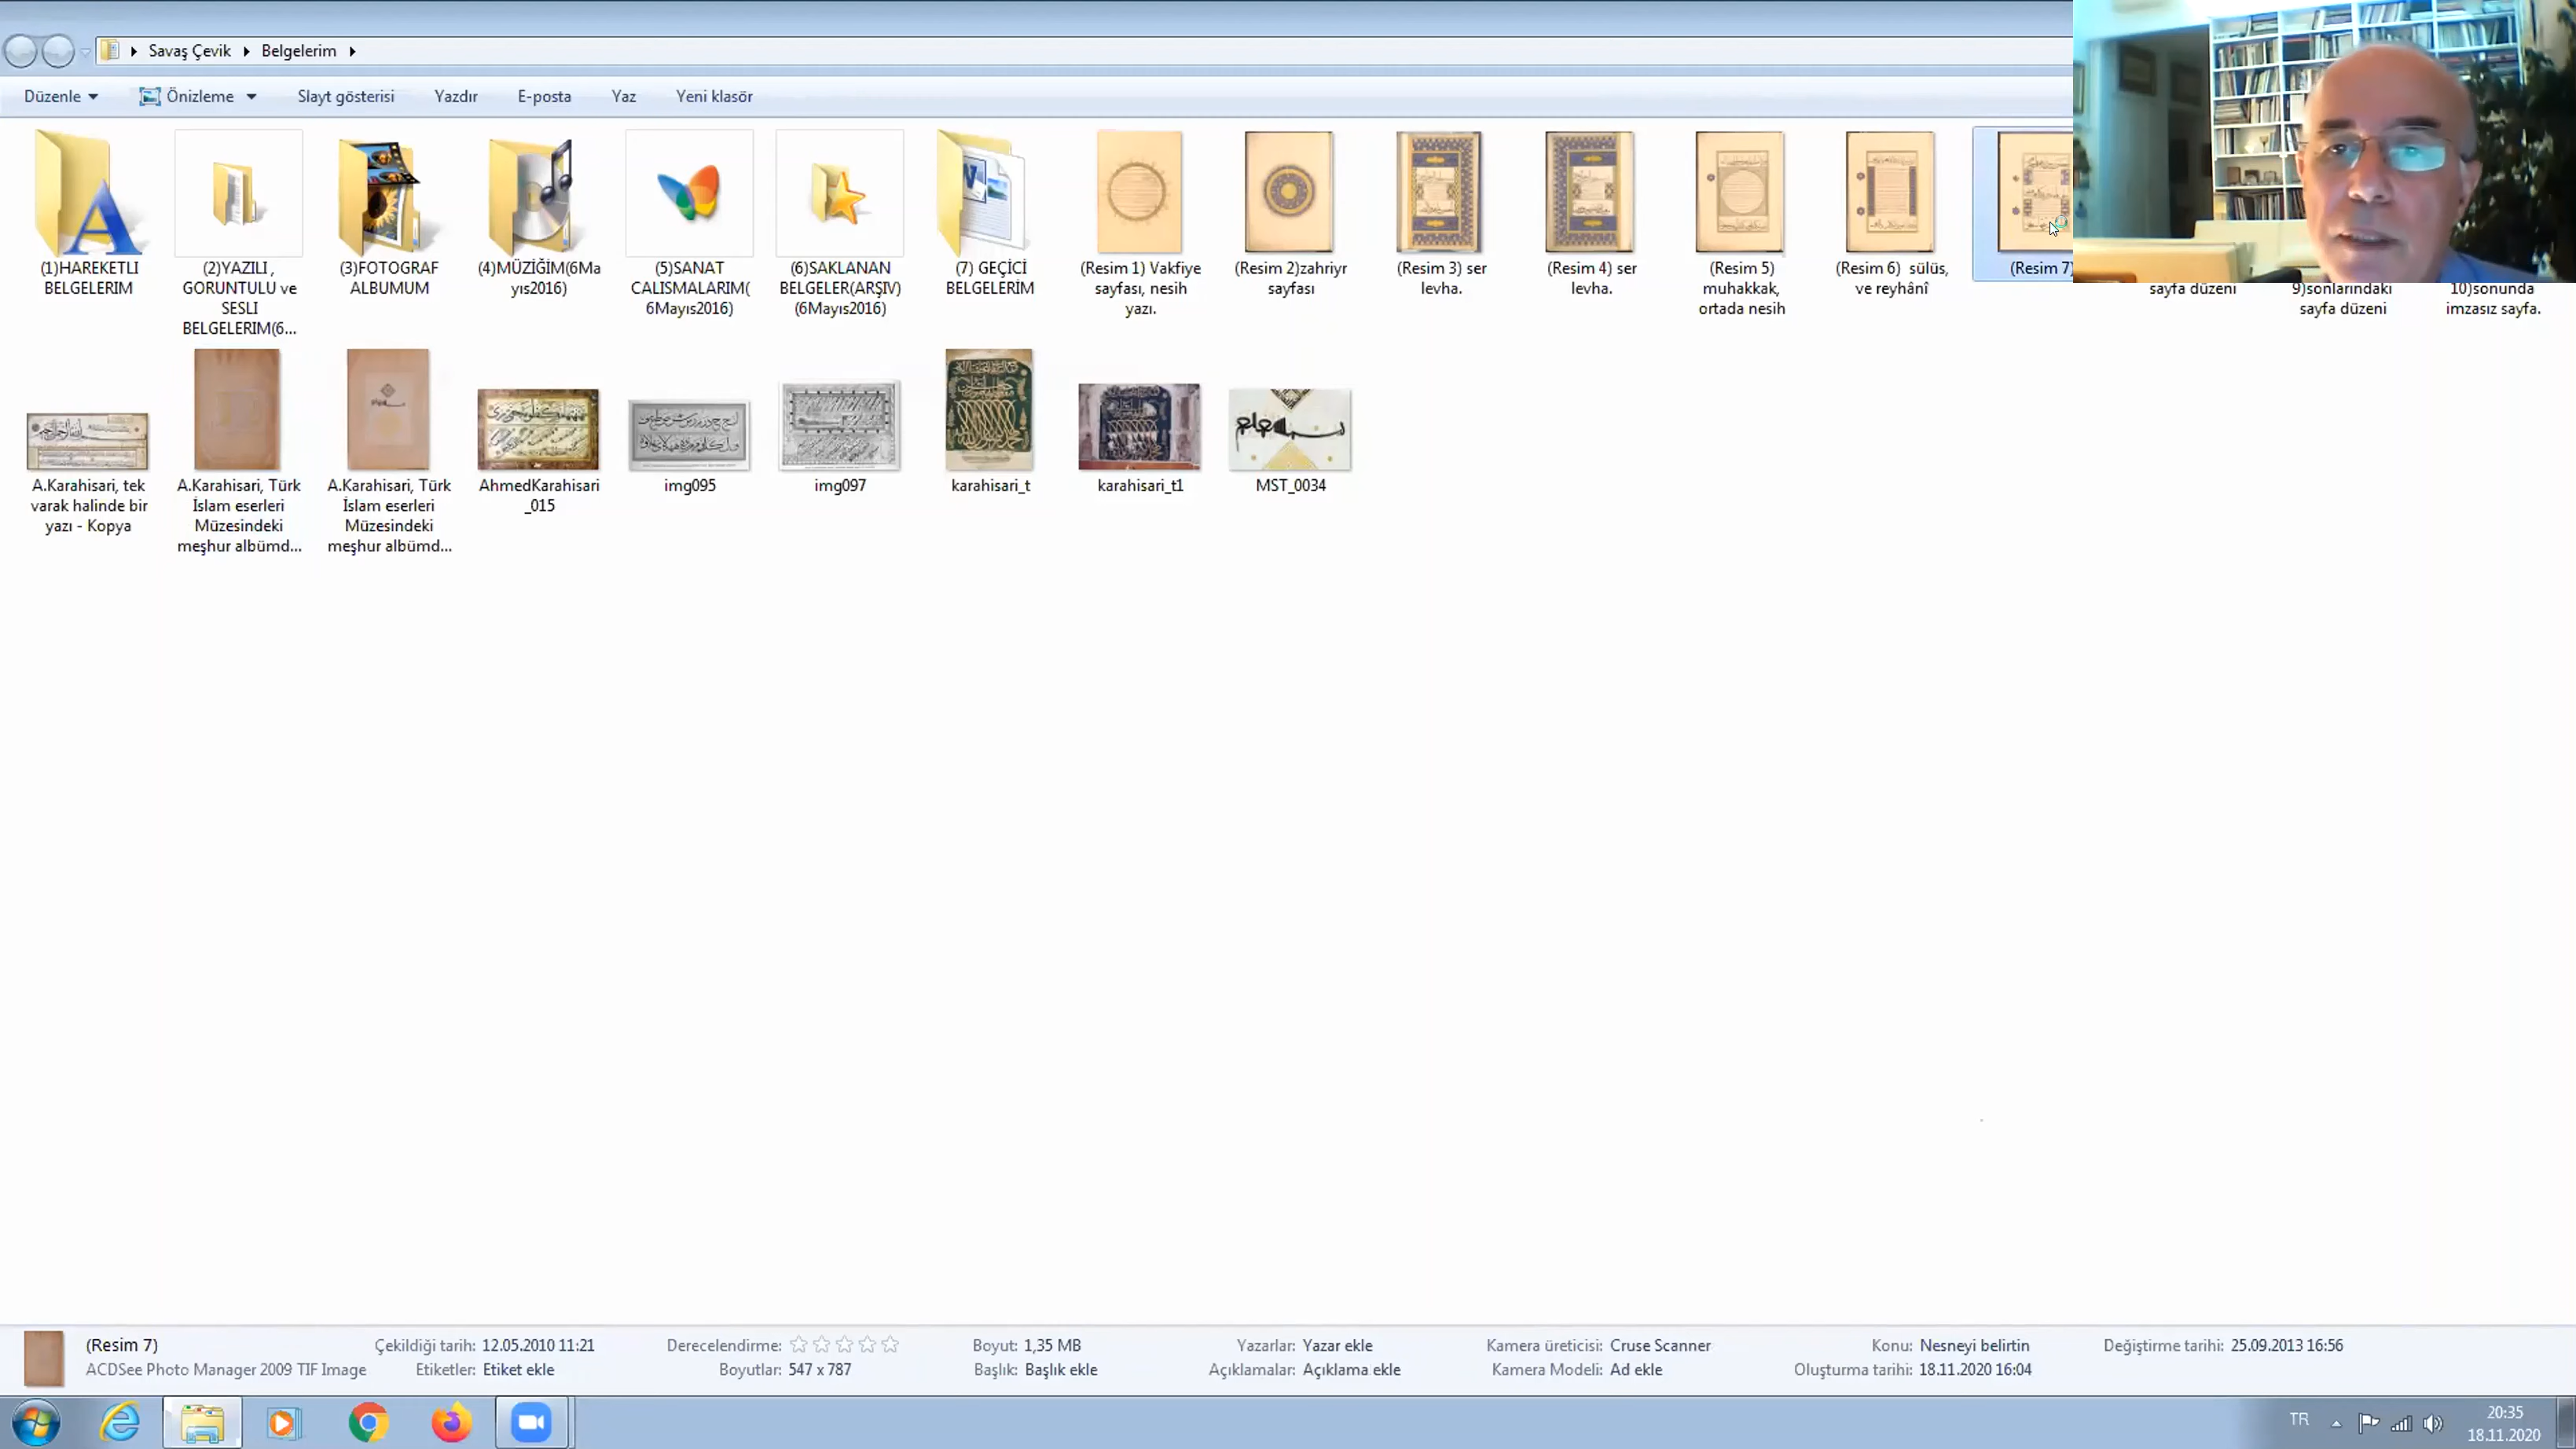 Savaş Çevik
Belgelerim
Düzenle
Önizleme
Slayt gösterisi
Yazdır
E-posta
Yaz
Yeni klasör
(1)HAREKETLI
BELGELERIM
(2)YAZILI ,
GORUNTULU ve
SESLI
BELGELERIM(6...
(3)FOTOGRAF
ALBUMUM
(4)MÜZİĞİM(6Ma
yıs2016)
(5)SANAT
CALISMALARIM(
6Mayıs2016)
(6)SAKLANAN
BELGELER(ARŞIV)
(6Mayıs2016)
(7) GEÇİCİ
BELGELERİM
(Resim 1) Vakfiye
sayfası, nesih
yazı.
(Resim 2)zahriyr
sayfası
(Resim 3) ser
levha.
(Resim 4) ser
levha.
(Resim 5)
muhakkak,
ortada nesih
(Resim 6) sülüs,
ve reyhânî
(Resim 7)
sayfa düzeni
9)sonlarındaki
sayfa düzeni
10)sonunda
imzasız sayfa.
A.Karahisari, tek
varak halinde bir
yazı - Kopya
A.Karahisari, Türk
İslam eserleri
Müzesindeki
meşhur albümd...
A.Karahisari, Türk
İslam eserleri
Müzesindeki
meşhur albümd...
AhmedKarahisari
_015
img095
img097
karahisari_t
karahisari_t1
MST_0034
(Resim 7)
ACDSee Photo Manager 2009 TIF Image
Çekildiği tarih: 12.05.2010 11:21
Etiketler: Etiket ekle
Derecelendirme:
Boyutlar: 547 x 787
Boyut: 1,35 MB
Başlık: Başlık ekle
Yazarlar: Yazar ekle
Açıklamalar: Açıklama ekle
Kamera üreticisi: Cruse Scanner
Kamera Modeli: Ad ekle
Konu: Nesneyi belirtin
Oluşturma tarihi: 18.11.2020 16:04
Değiştirme tarihi: 25.09.2013 16:56
TR
20:35
18.11.2020